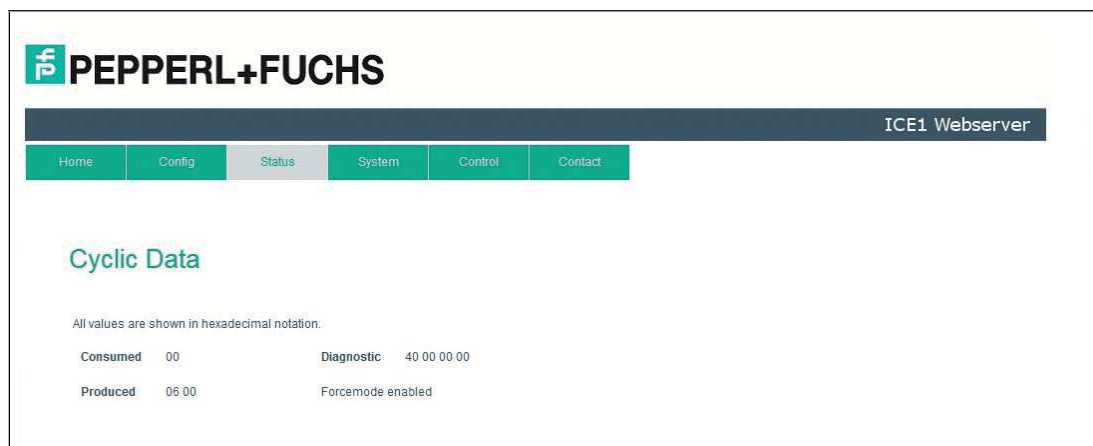 PEPPERL+FUCHS
ICE1 Webserver
Home Config Status System Control Contact
Cyclic Data
All values are shown in hexadecimal notation.
Consumed 00 Diagnostic 40 00 00 00
Produced 06 00 Forcemode enabled